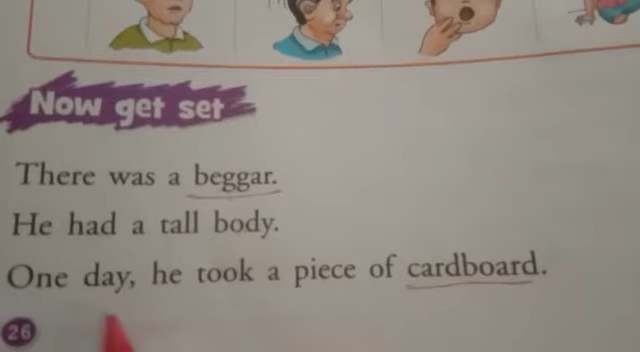 Now get set
There was a beggar.
He had a tall body.
One day, he took a piece of cardboard.
26